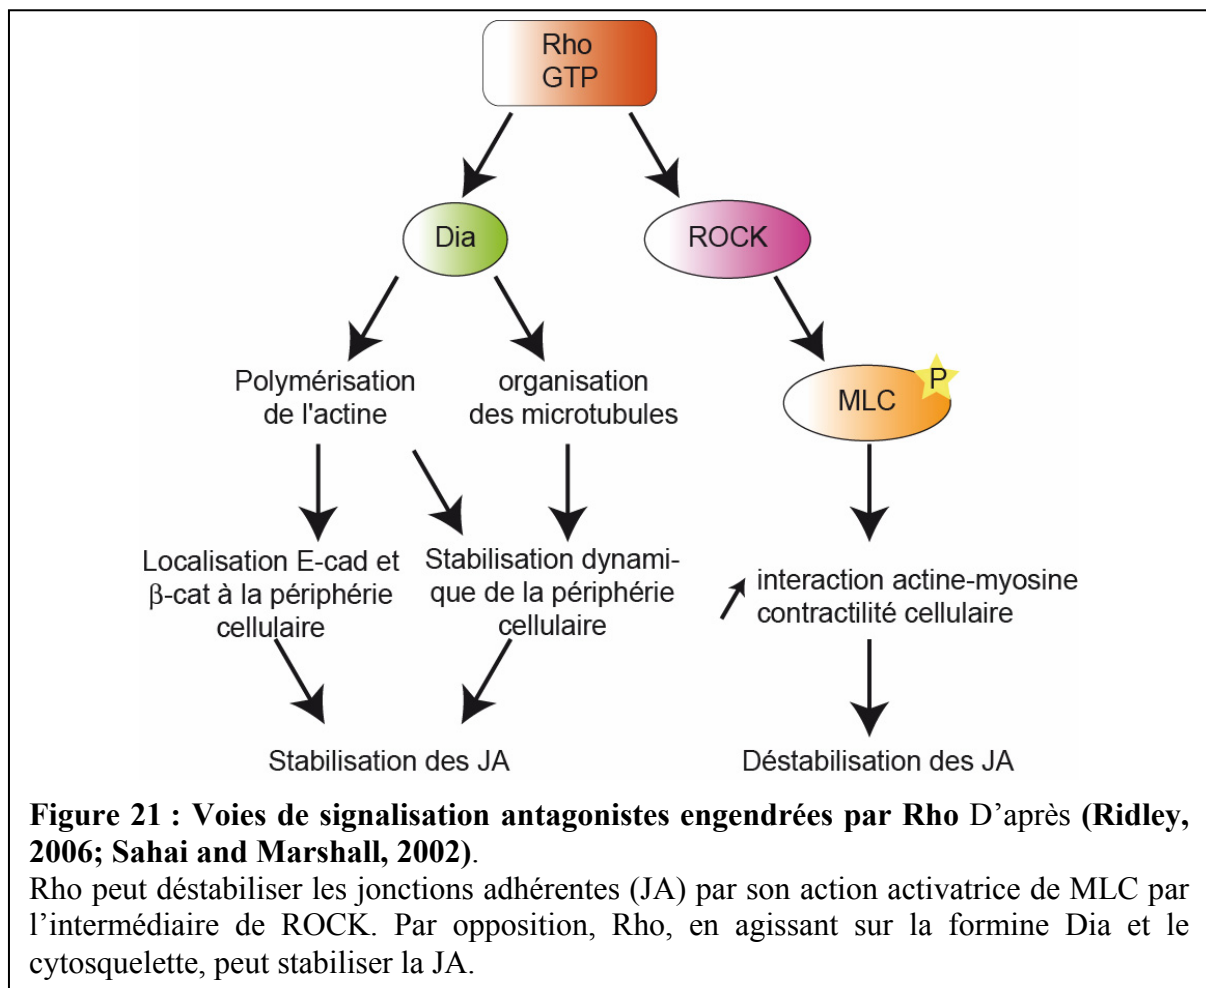 Rho
GTP
Dia
ROCK
P
MLC
Polymérisation
de l'actine
organisation
des microtubules
Localisation E-cad et
β-cat à la périphérie
cellulaire
Stabilisation dynami-
que de la périphérie
cellulaire
interaction actine-myosine
contractilité cellulaire
Stabilisation des JA
Déstabilisation des JA
Figure 21 : Voies de signalisation antagonistes engendrées par Rho D’après (Ridley,
2006; Sahai and Marshall, 2002).
Rho peut déstabiliser les jonctions adhérentes (JA) par son action activatrice de MLC par
l’intermédiaire de ROCK. Par opposition, Rho, en agissant sur la formine Dia et le
cytosquelette, peut stabiliser la JA.